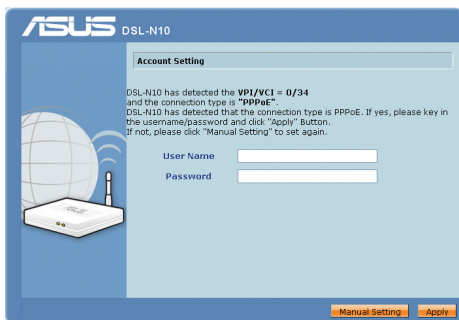 ASUS DSL-N10
Account Setting
DSL-N10 has detected the VPI/VCI = 0/34
and the connection type is "PPPoE".
DSL-N10 has detected that the connection type is PPPoE. If yes, please key in
the username/password and click "Apply" Button.
If not, please click "Manual Setting" to set again.
User Name
Password
Manual Setting Apply